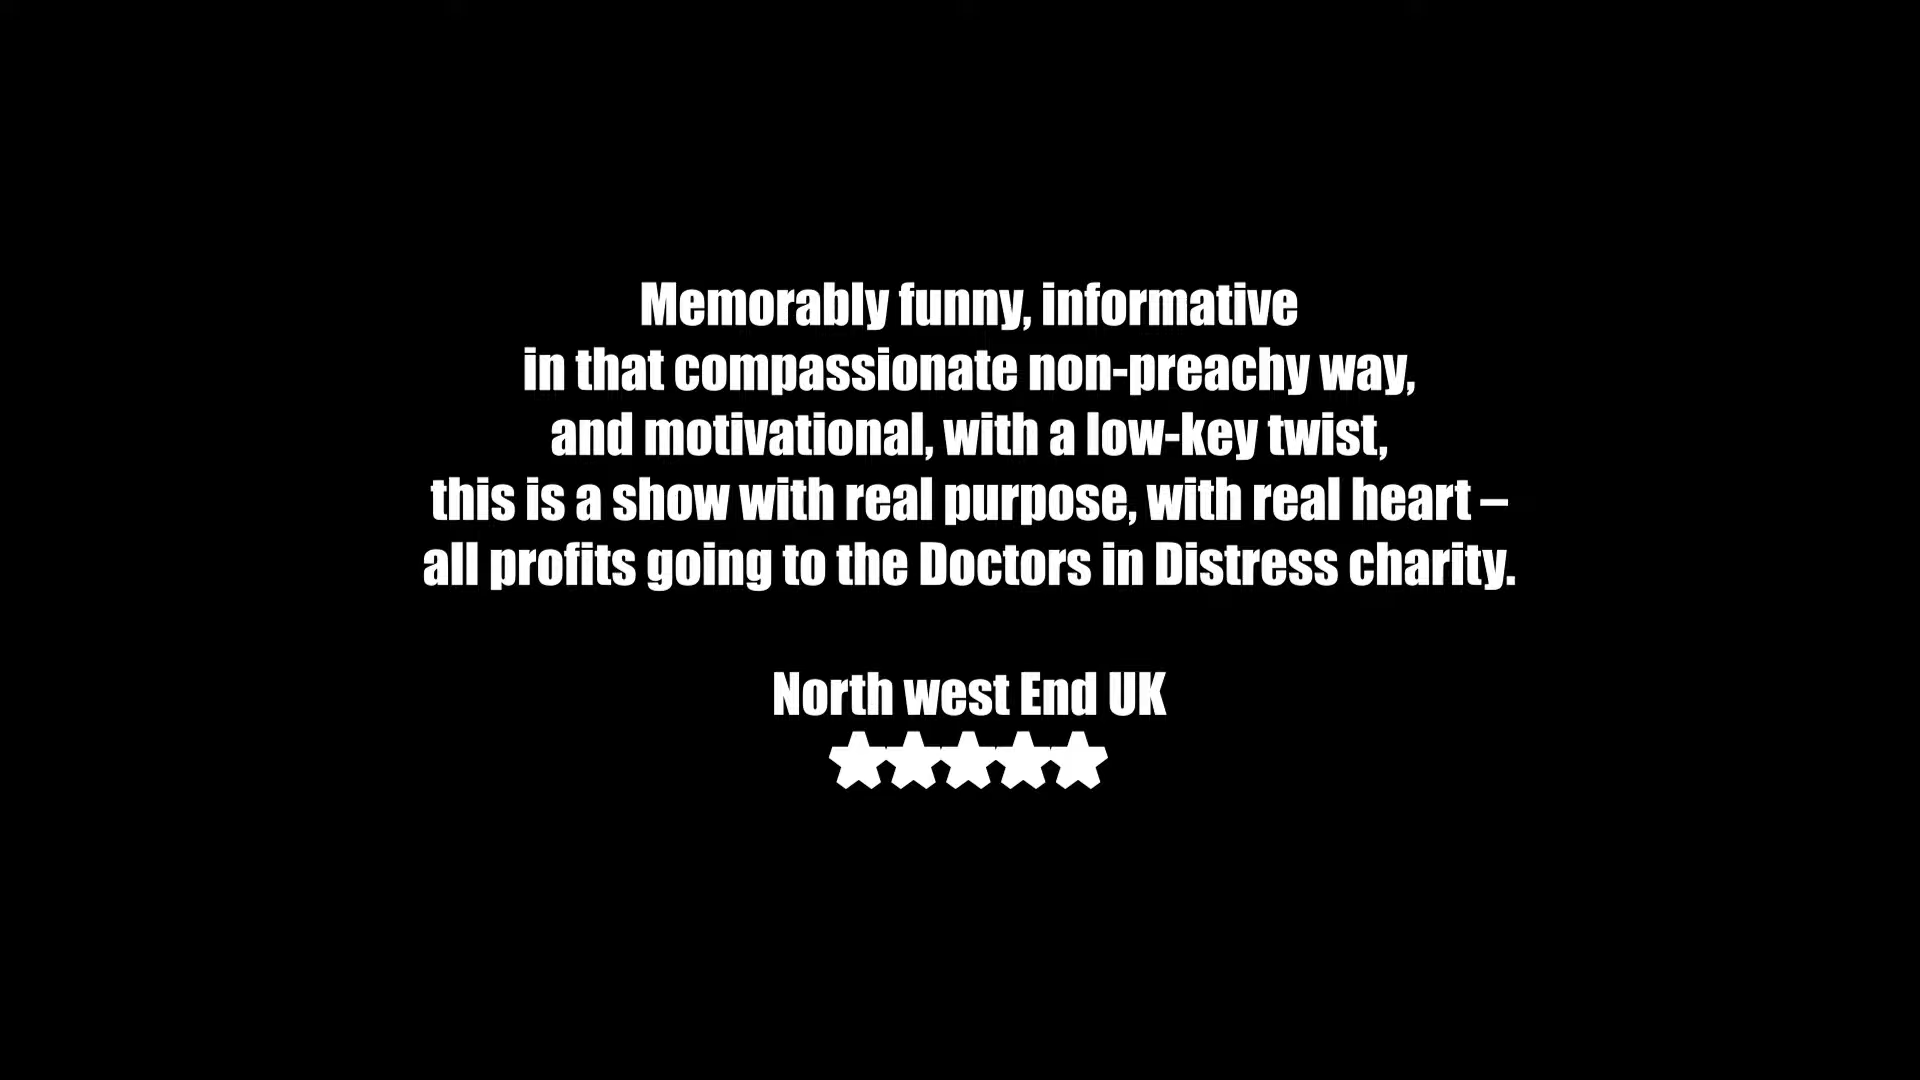 Memorably funny, informative
in that compassionate non-preachy way,
and motivational, with a low-key twist,
this is a show with real purpose, with real heart –
all profits going to the Doctors in Distress charity.
North west End UK
★★★★★